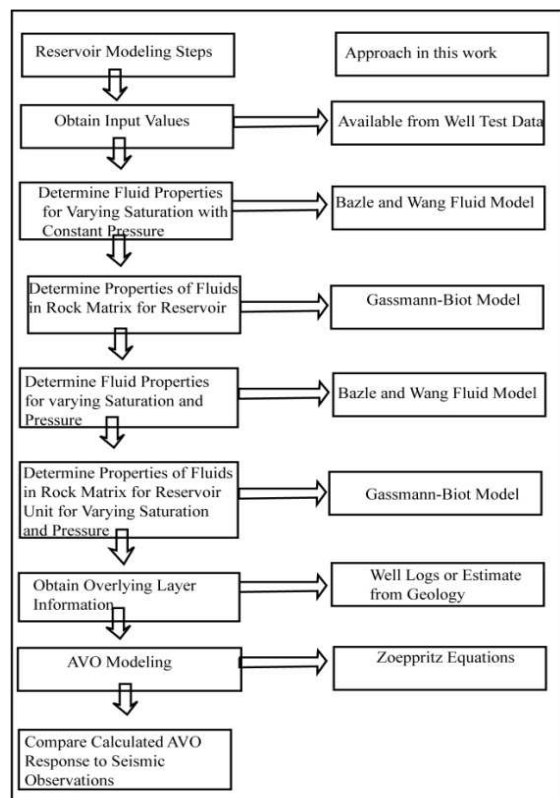 Reservoir Modeling Steps
Approach in this work
Obtain Input Values
Available from Well Test Data
Determine Fluid Properties
for Varying Saturation with
Constant Pressure
Bazle and Wang Fluid Model
Determine Properties of Fluids
in Rock Matrix for Reservoir
Gassmann-Biot Model
Determine Fluid Properties
for varying Saturation and
Pressure
Bazle and Wang Fluid Model
Determine Properties of Fluids
in Rock Matrix for Reservoir
Unit for Varying Saturation
and Pressure
Gassmann-Biot Model
Obtain Overlying Layer
Information
Well Logs or Estimate
from Geology
AVO Modeling
Zoeppritz Equations
Compare Calculated AVO
Response to Seismic
Observations